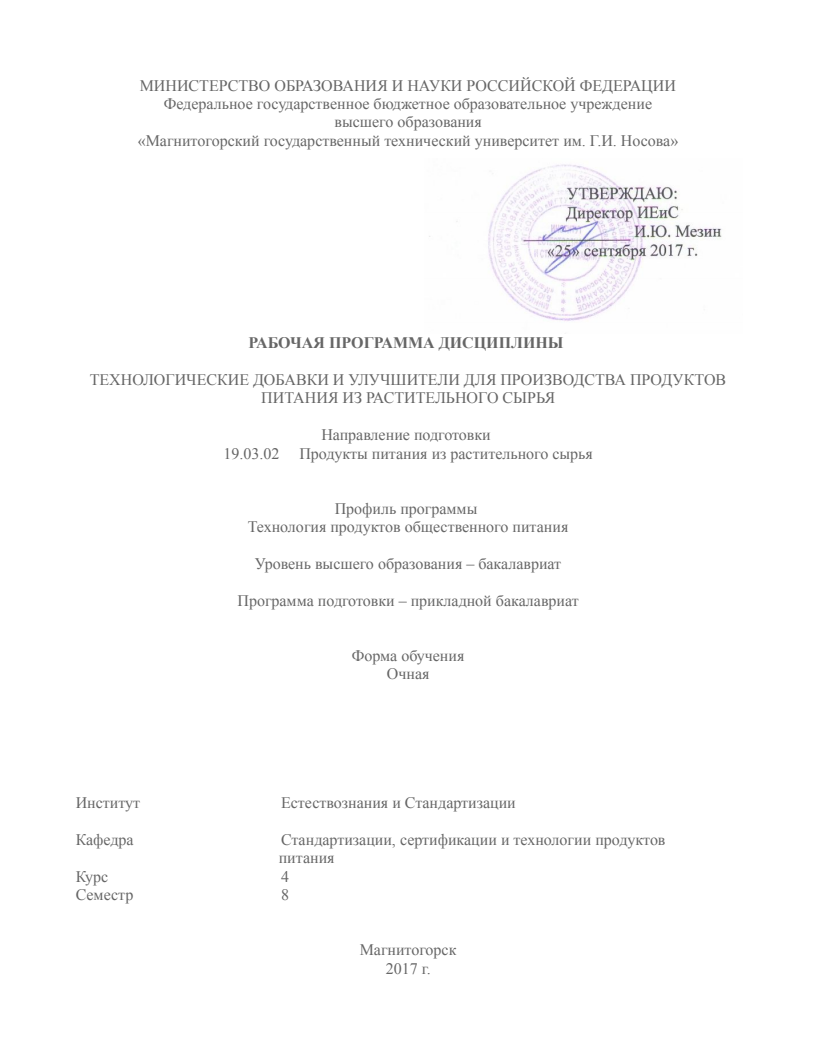 МИНИСТЕРСТВО ОБРАЗОВАНИЯ И НАУКИ РОССИЙСКОЙ ФЕДЕРАЦИИ
Федеральное государственное бюджетное образовательное учреждение
высшего образования
«Магнитогорский государственный технический университет им. Г.И. Носова»
УТВЕРЖДАЮ:
Директор ИЕиС
И.Ю. Мезин
«25» сентября 2017 г.
РАБОЧАЯ ПРОГРАММА ДИСЦИПЛИНЫ
ТЕХНОЛОГИЧЕСКИЕ ДОБАВКИ И УЛУЧШИТЕЛИ ДЛЯ ПРОИЗВОДСТВА ПРОДУКТОВ
ПИТАНИЯ ИЗ РАСТИТЕЛЬНОГО СЫРЬЯ
Направление подготовки
19.03.02 Продукты питания из растительного сырья
Профиль программы
Технология продуктов общественного питания
Уровень высшего образования – бакалавриат
Программа подготовки – прикладной бакалавриат
Форма обучения
Очная
Институт Естествознания и Стандартизации
Кафедра Стандартизации, сертификации и технологии продуктов
питания
Курс 4
Семестр 8
Магнитогорск
2017 г.